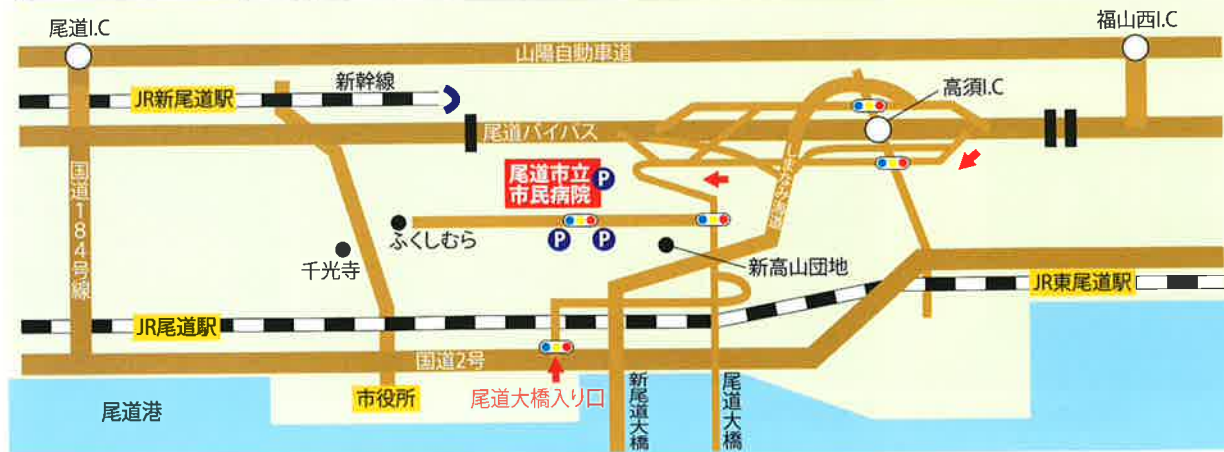 尾道I.C
福山西I.C
山陽自動車道
新幹線
JR新尾道駅
高須I.C
尾道バイパス
しまなみ海道
国道184号線
尾道市立
市民病院
P
ふくしむら
P
P
千光寺
新高山団地
JR東尾道駅
JR尾道駅
国道2号
市役所
尾道大橋入り口
新尾道大橋
尾道大橋
尾道港